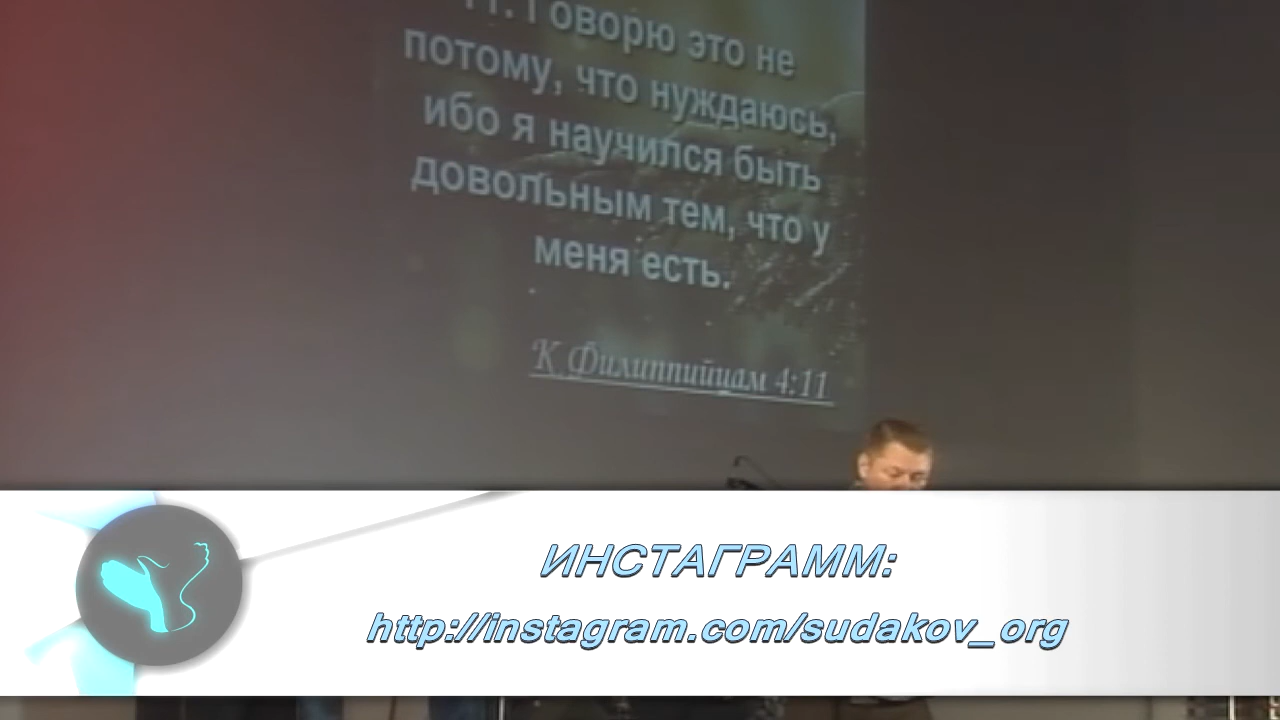 11. Говорю это не
потому, что нуждаюсь,
ибо я научился быть
довольным тем, что у
меня есть.
К Филиппийцам 4:11
ИНСТАГРАММ:
http://instagram.com/sudakov_org